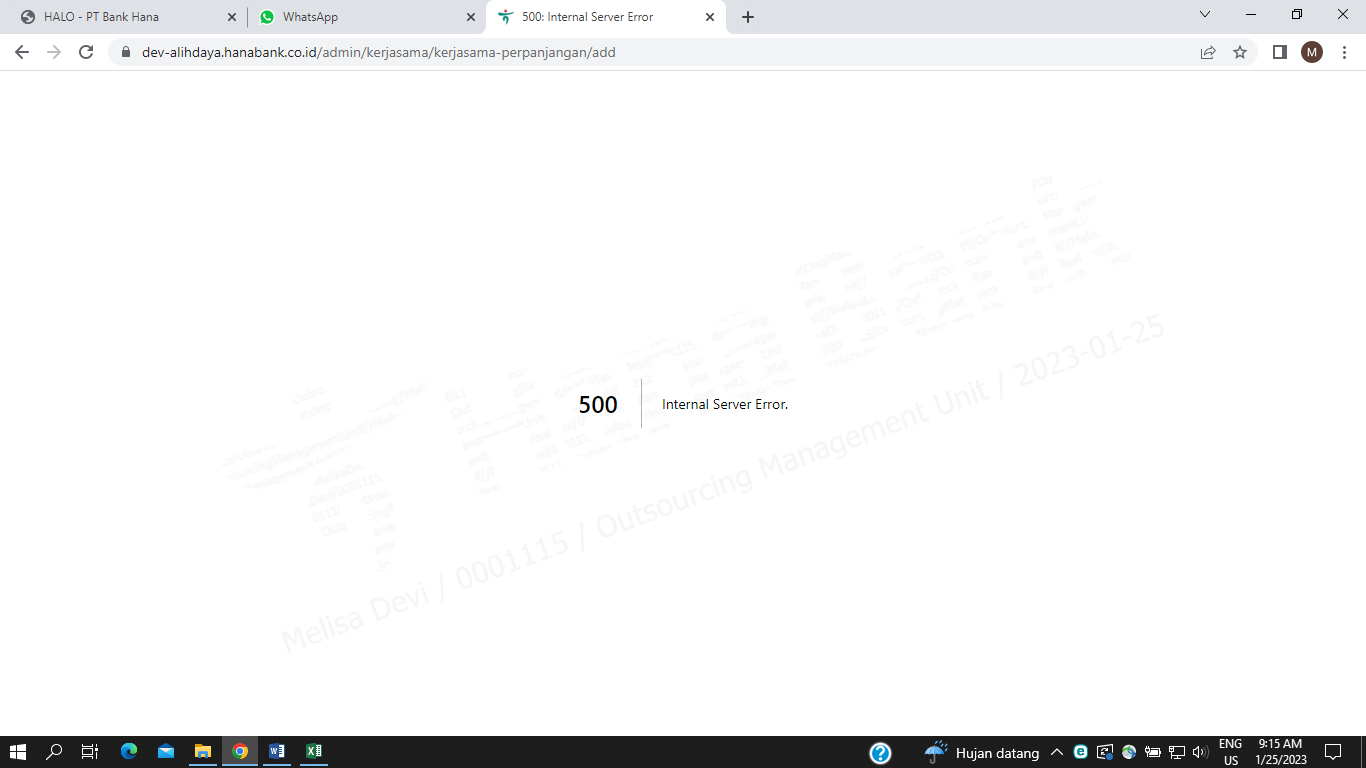 HALO - PT Bank Hana
WhatsApp
500: Internal Server Error
dev-alihdaya.hanabank.co.id/admin/kerjasama/kerjasama-perpanjangan/add
M
Hana Bank
500
Internal Server Error.
Melisa Devi / 0001115 / Outsourcing Management Unit / 2023-01-25
Hujan datang
ENG
US
9:15 AM
1/25/2023